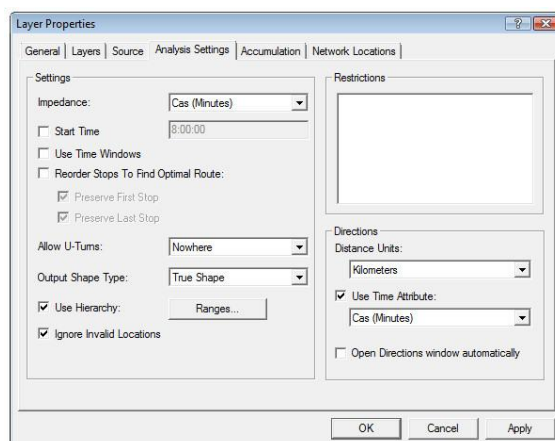 Layer Properties
General Layers Source Analysis Settings Accumulation Network Locations
Settings
Impedance: Cas (Minutes)
Start Time 8:00:00
Use Time Windows
Reorder Stops To Find Optimal Route:
Preserve First Stop
Preserve Last Stop
Allow U-Turns: Nowhere
Output Shape Type: True Shape
Use Hierarchy: Ranges...
Ignore Invalid Locations
Restrictions
Directions
Distance Units:
Kilometers
Use Time Attribute:
Cas (Minutes)
Open Directions window automatically
OK Cancel Apply